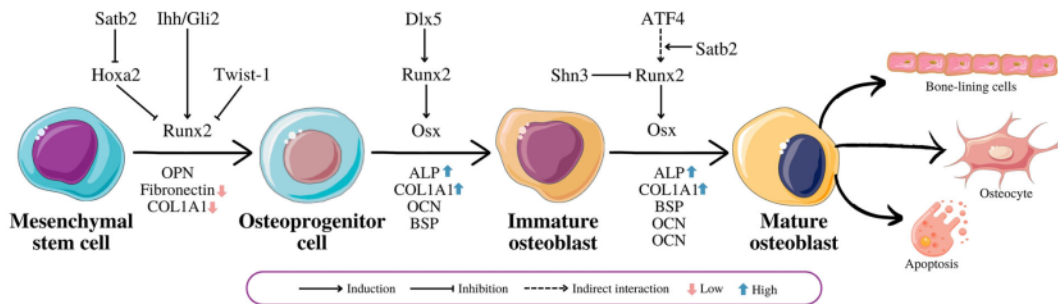 Satb2
Ihh/Gli2
Hoxa2
Twist-1
Runx2
OPN
Fibronectin
COL1A1
Mesenchymal
stem cell
Osteoprogenitor
cell
Dlx5
Runx2
Osx
ALP
COL1A1
OCN
BSP
Immature
osteoblast
ATF4
Satb2
Shn3
Runx2
Osx
ALP
COL1A1
BSP
OCN
OCN
Mature
osteoblast
Bone-lining cells
Osteocyte
Apoptosis
Induction
Inhibition
Indirect interaction
Low
High